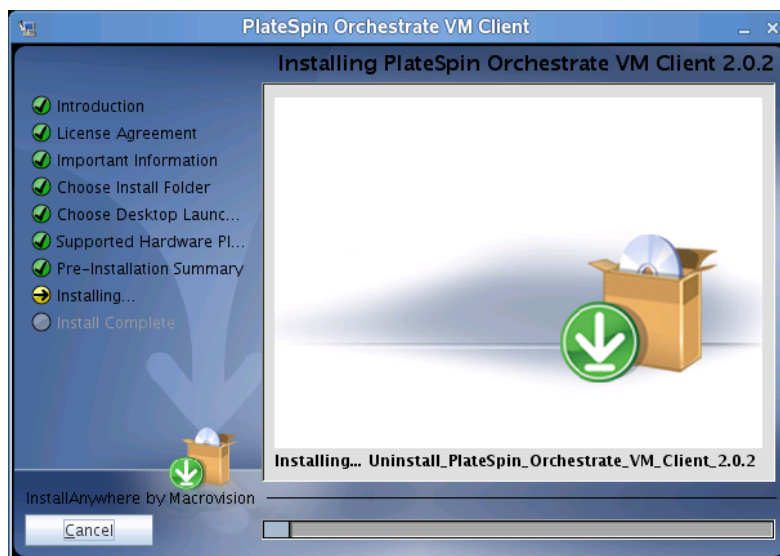 PlateSpin Orchestrate VM Client
Installing PlateSpin Orchestrate VM Client 2.0.2
Introduction
License Agreement
Important Information
Choose Install Folder
Choose Desktop Launc...
Supported Hardware Pl...
Pre-Installation Summary
Installing...
Install Complete
Installing... Uninstall_PlateSpin_Orchestrate_VM_Client_2.0.2
InstallAnywhere by Macrovision
Cancel